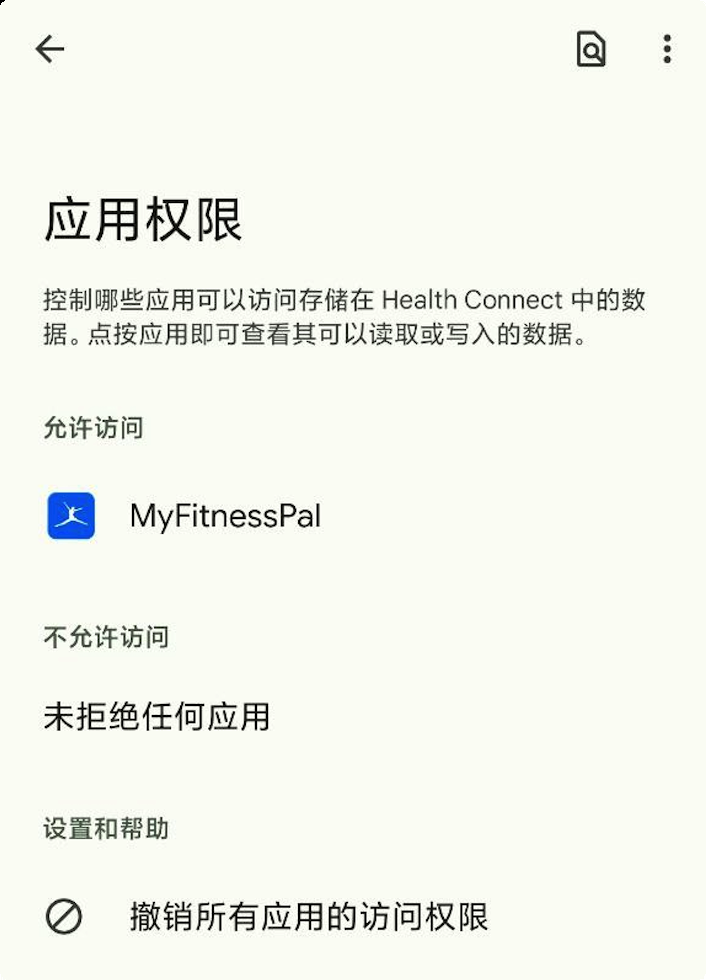 应用权限
控制哪些应用可以访问存储在 Health Connect 中的数
据。点按应用即可查看其可以读取或写入的数据。
允许访问
MyFitnessPal
不允许访问
未拒绝任何应用
设置和帮助
撤销所有应用的访问权限